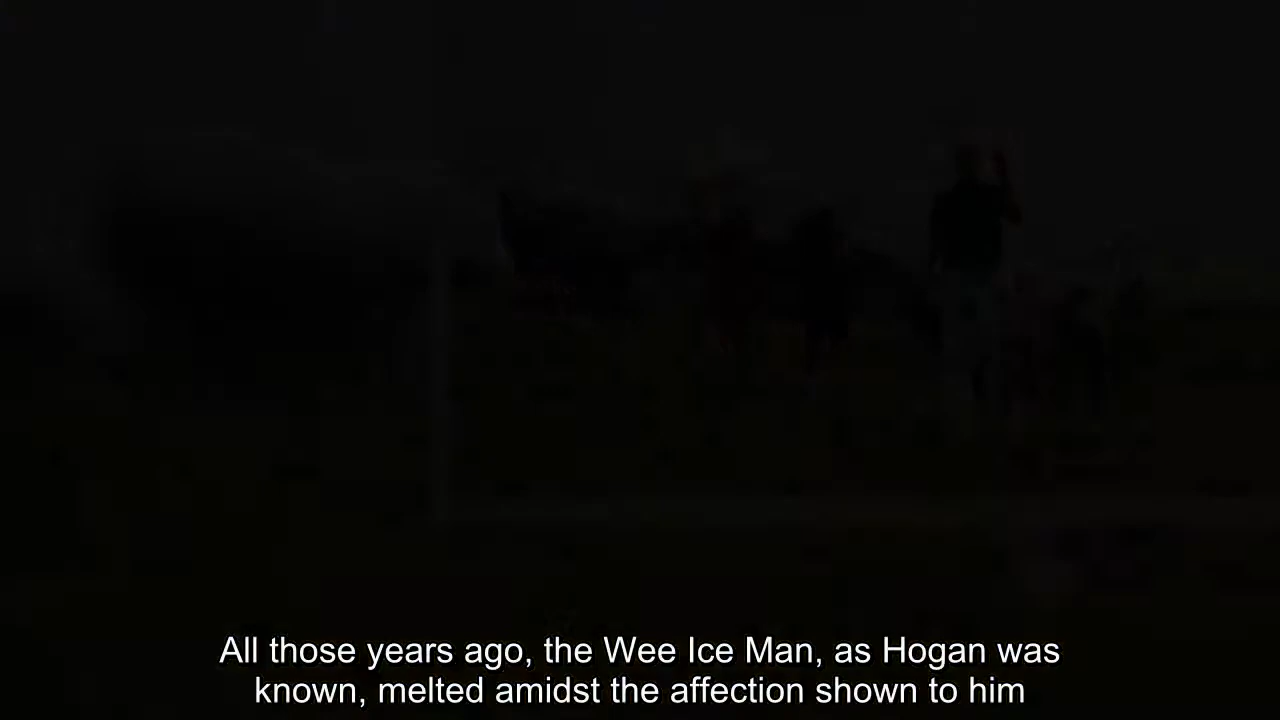 All those years ago, the Wee Ice Man, as Hogan was
known, melted amidst the affection shown to him